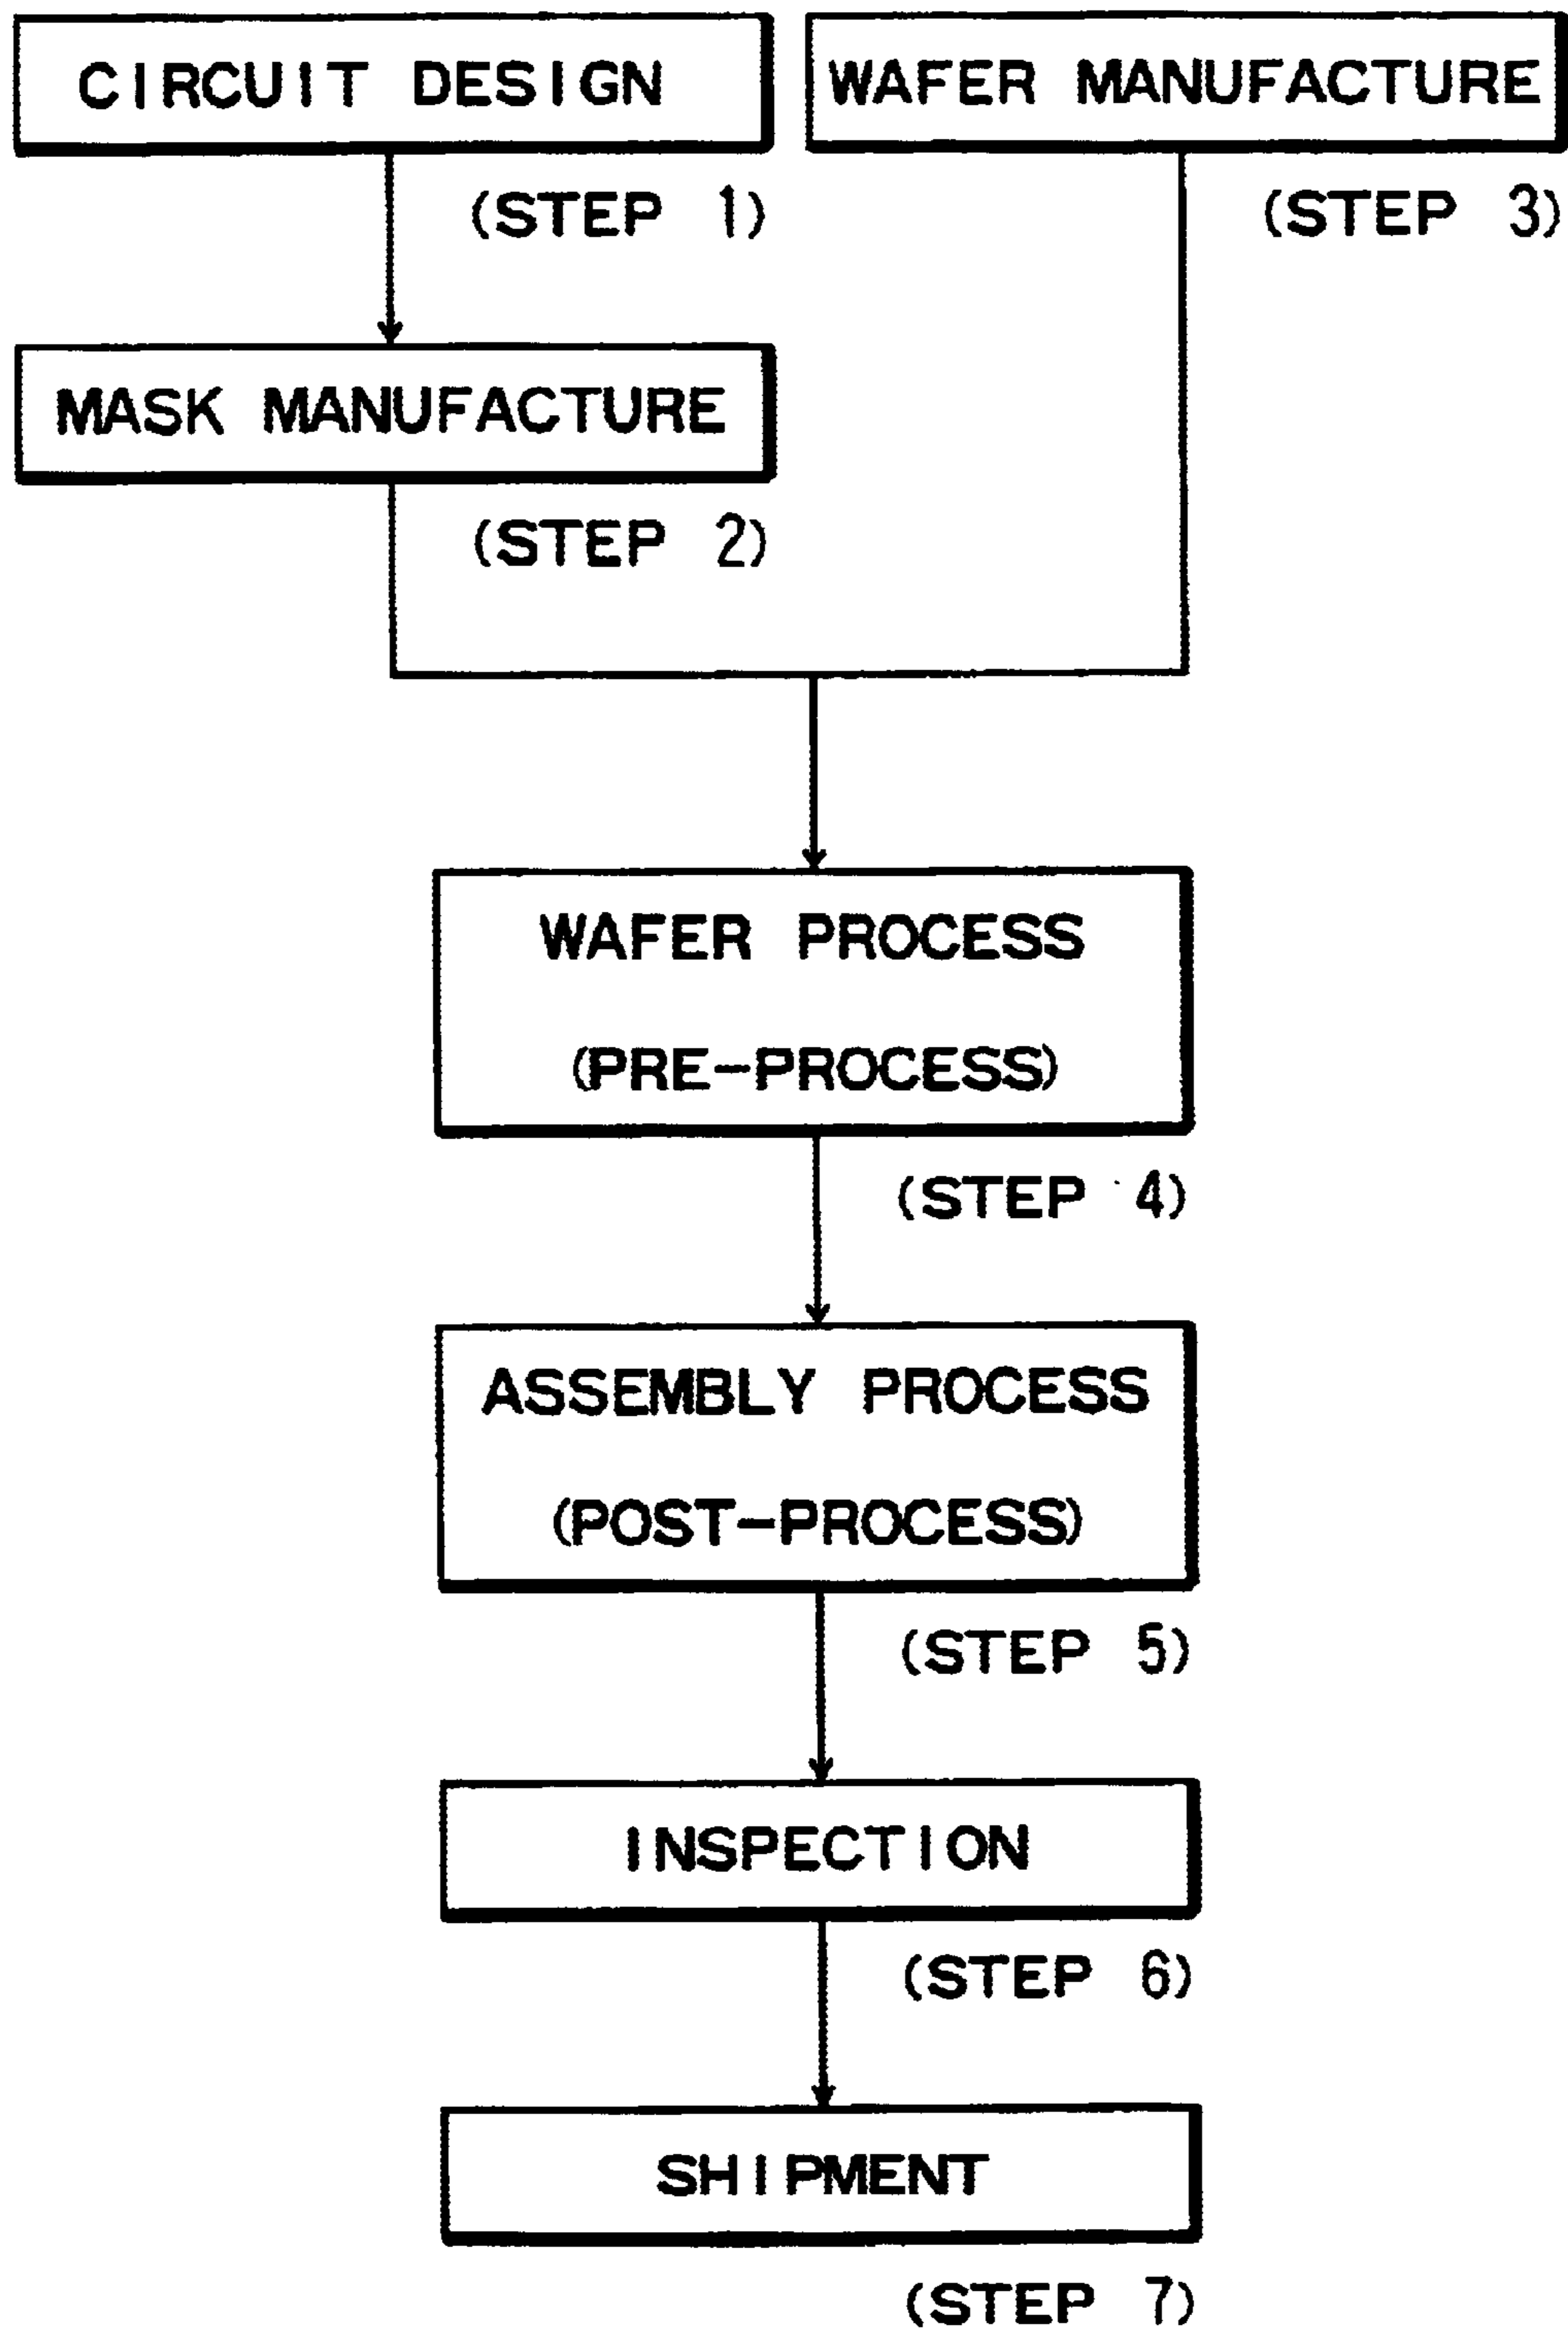 CIRCUIT DESIGN
(STEP 1)
WAFER MANUFACTURE
(STEP 3)
MASK MANUFACTURE
(STEP 2)
WAFER PROCESS
(PRE-PROCESS)
(STEP 4)
ASSEMBLY PROCESS
(POST-PROCESS)
(STEP 5)
INSPECTION
(STEP 6)
SHIPMENT
(STEP 7)